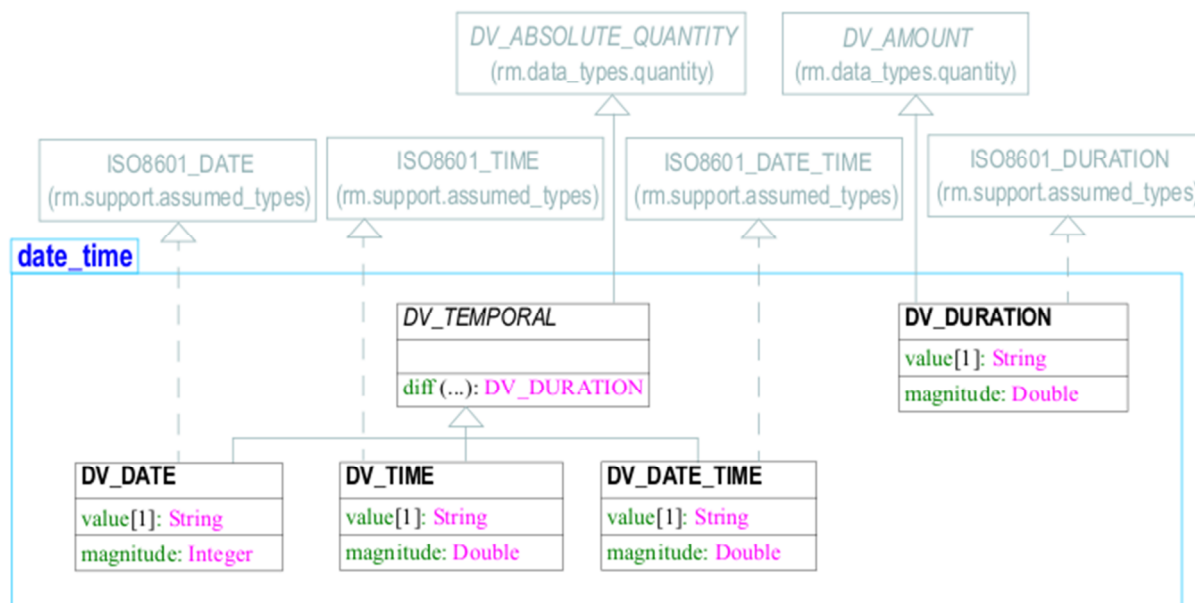 DV_ABSOLUTE_QUANTITY
(rm.data_types.quantity)
DV_AMOUNT
(rm.data_types.quantity)
ISO8601_DATE
(rm.support.assumed_types)
ISO8601_TIME
(rm.support.assumed_types)
ISO8601_DATE_TIME
(rm.support.assumed_types)
ISO8601_DURATION
(rm.support.assumed_types)
date_time
DV_TEMPORAL
diff (...): DV_DURATION
DV_DURATION
value[1]: String
magnitude: Double
DV_DATE
value[1]: String
magnitude: Integer
DV_TIME
value[1]: String
magnitude: Double
DV_DATE_TIME
value[1]: String
magnitude: Double